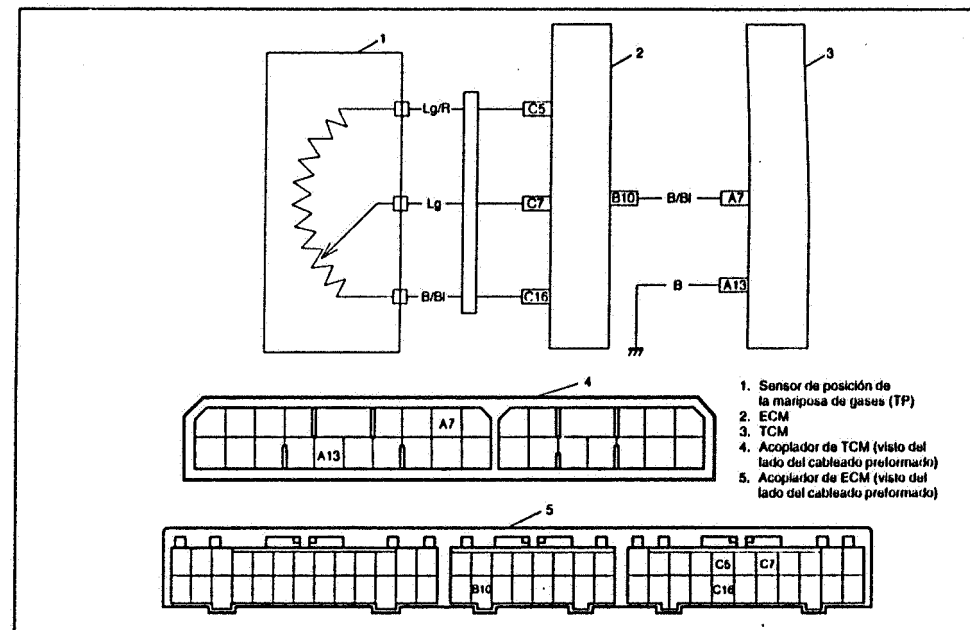 1
2
3
Lg/R
C5
Lg
C7
B10
B/Bl
A7
B/Bl
C16
B
A13
4
A7
A13
1. Sensor de posición de
la mariposa de gases (TP)
2. ECM
3. TCM
4. Acoplador de TCM (visto del
lado del cableado preformado)
5. Acoplador de ECM (visto del
lado del cableado preformado)
5
C5
C7
B10
C16